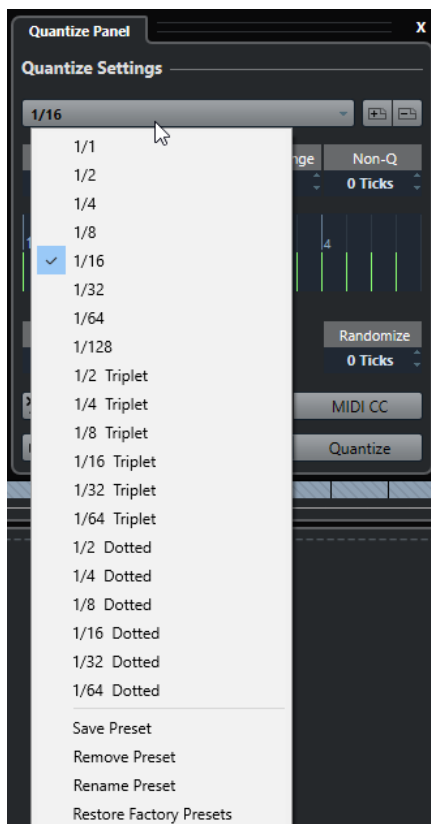 Quantize Panel
X
Quantize Settings
1/16
1/1
1/2
1/4
1/8
1/16
1/32
1/64
1/128
1/2 Triplet
1/4 Triplet
1/8 Triplet
1/16 Triplet
1/32 Triplet
1/64 Triplet
1/2 Dotted
1/4 Dotted
1/8 Dotted
1/16 Dotted
1/32 Dotted
1/64 Dotted
Save Preset
Remove Preset
Rename Preset
Restore Factory Presets
Non-Q
0 Ticks
4
Randomize
0 Ticks
MIDI CC
Quantize